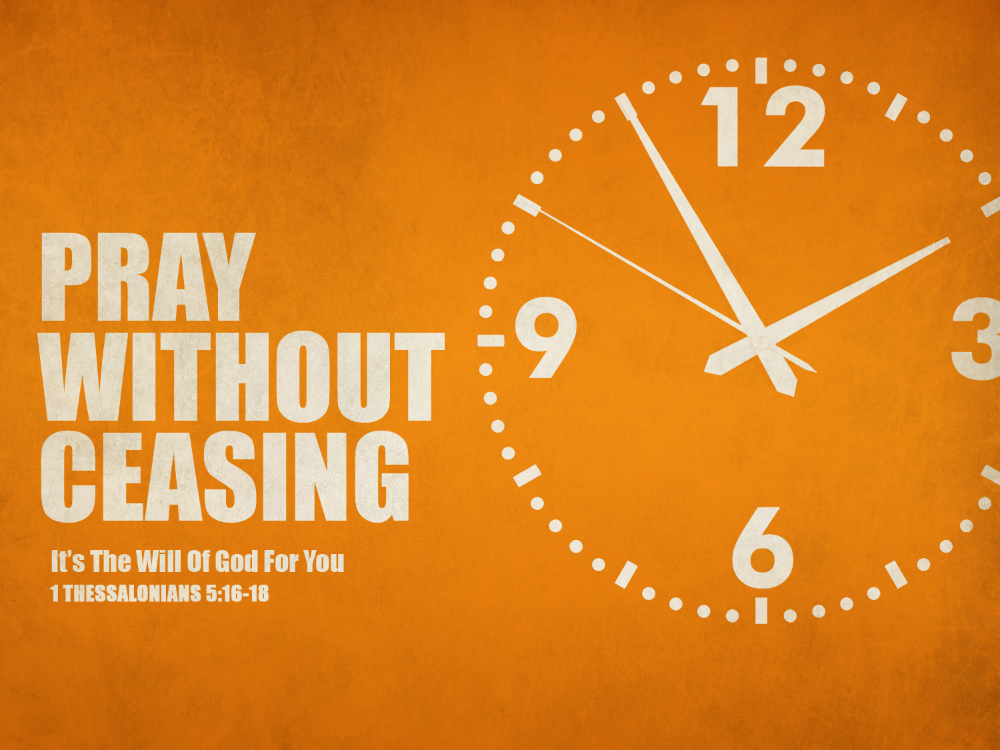 PRAY
WITHOUT
CEASING
It's The Will Of God For You
1 THESSALONIANS 5:16-18
12
9
3
6